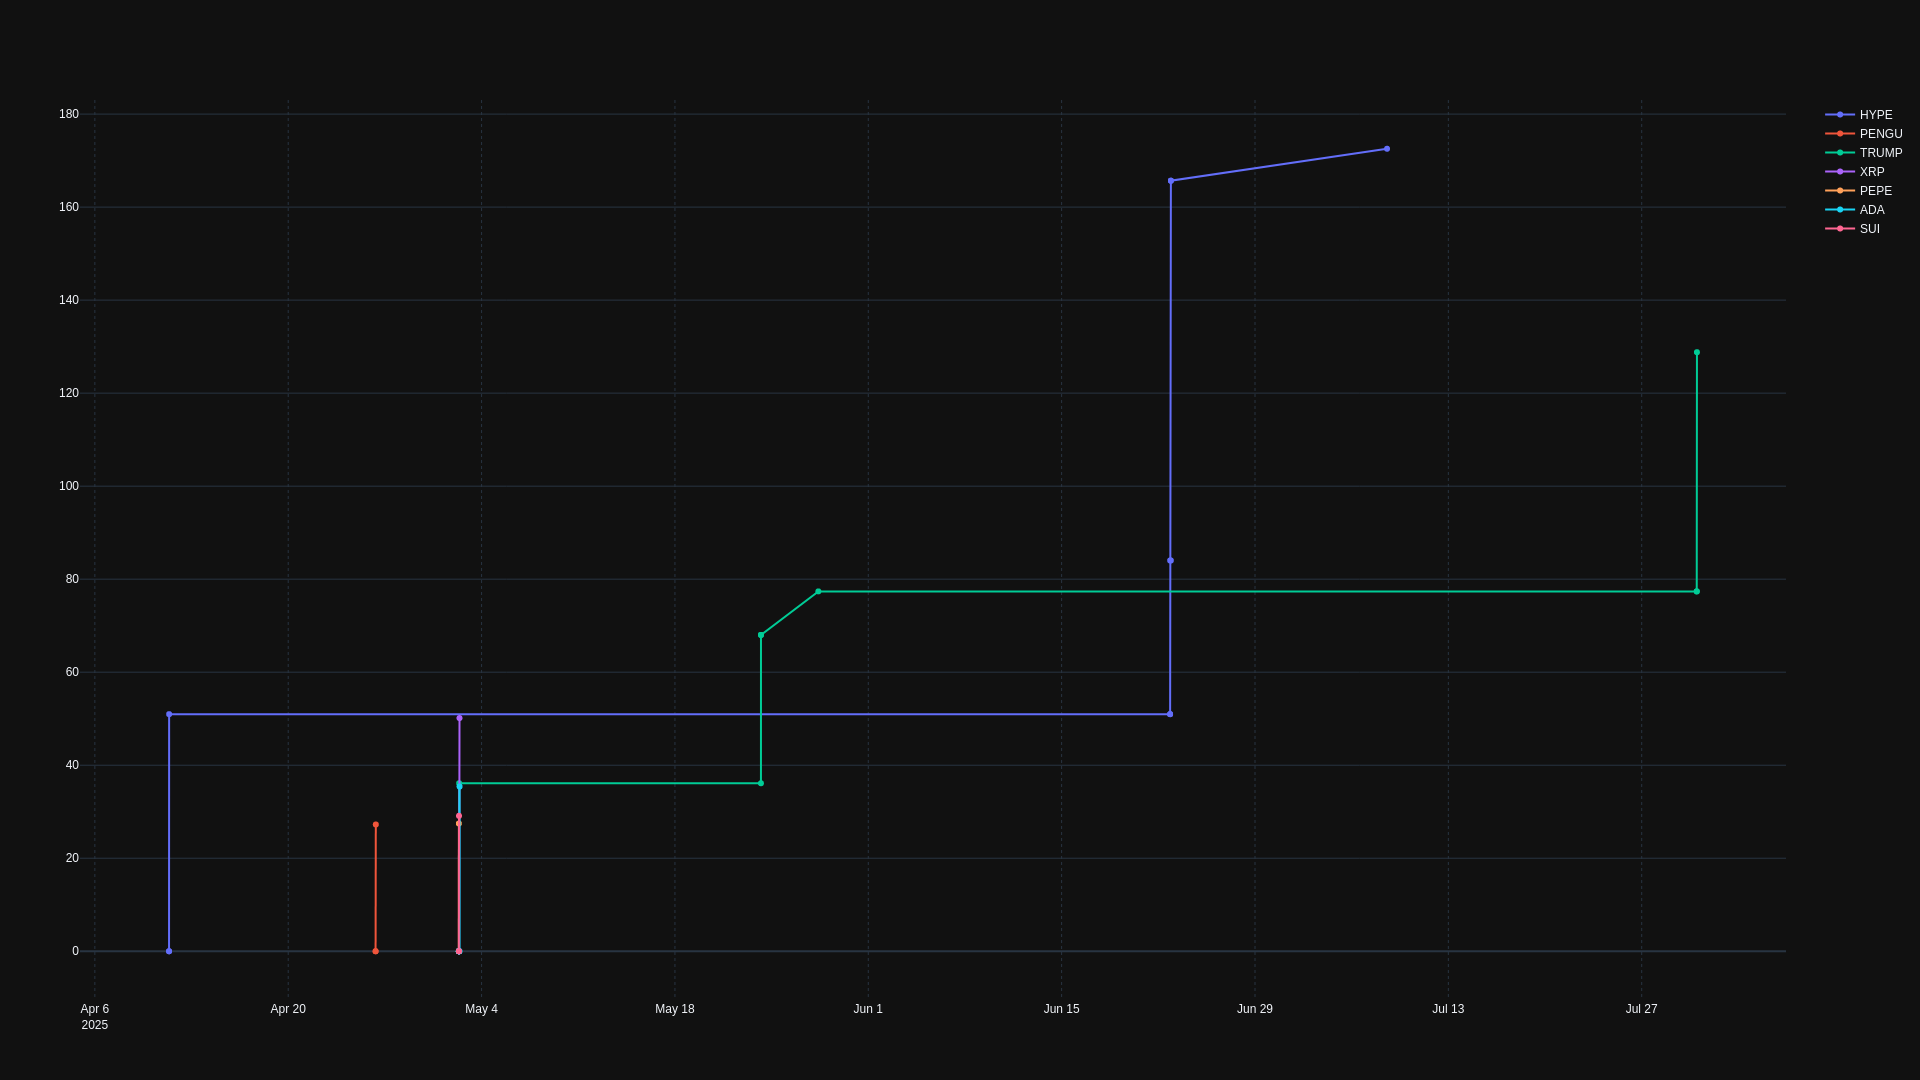 180
160
140
120
100
80
60
40
20
0
Apr 6
2025
Apr 20
May 4
May 18
Jun 1
Jun 15
Jun 29
Jul 13
Jul 27
HYPE
PENGU
TRUMP
XRP
PEPE
ADA
SUI